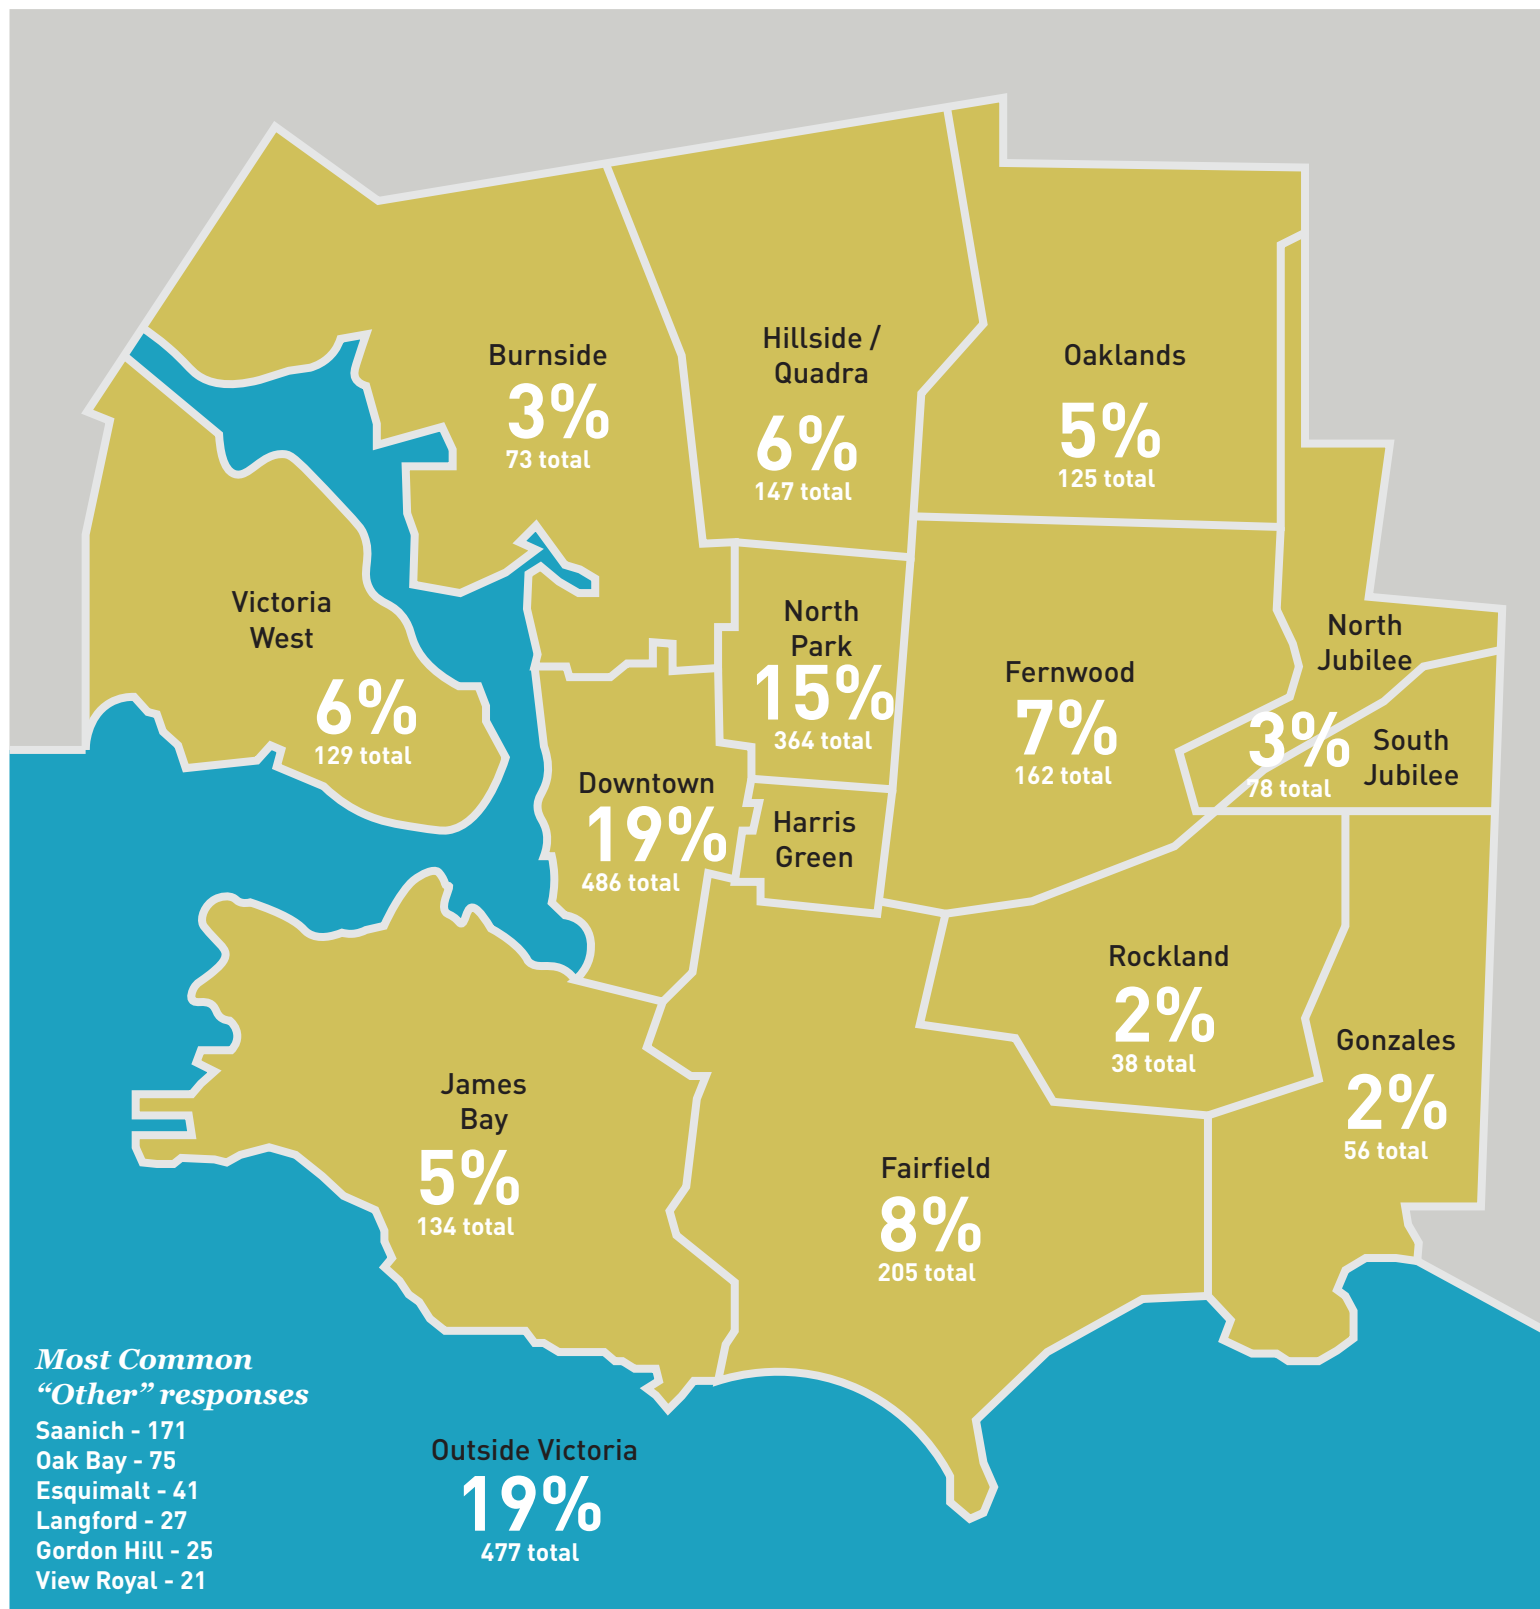 Hillside /
Quadra
6%
147 total
Burnside
3%
73 total
Oaklands
5%
125 total
Victoria
West
6%
129 total
North
Park
15%
364 total
Fernwood
7%
162 total
North
Jubilee
3%
78 total
South
Jubilee
Downtown
19%
486 total
Harris
Green
Rockland
2%
38 total
Gonzales
2%
56 total
James
Bay
5%
134 total
Fairfield
8%
205 total
Most Common
“Other” responses
Saanich - 171
Oak Bay - 75
Esquimalt - 41
Langford - 27
Gordon Hill - 25
View Royal - 21
Outside Victoria
19%
477 total